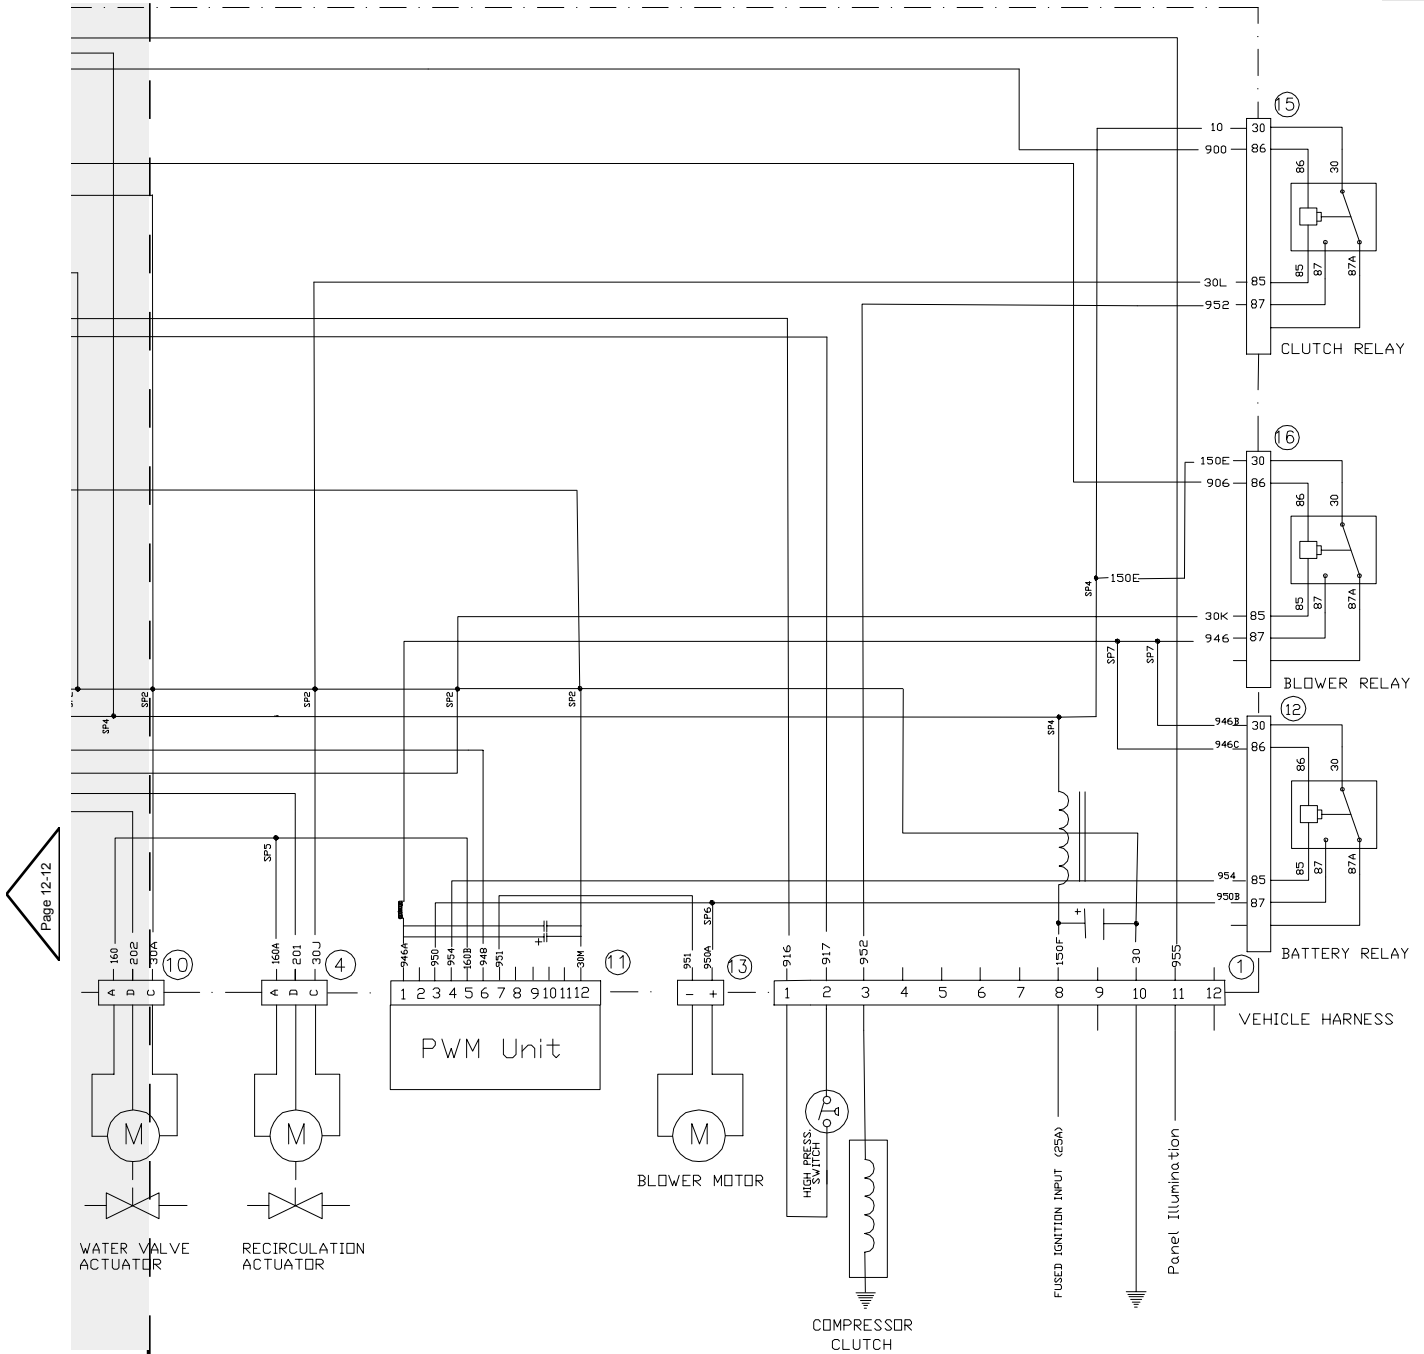 15
10
30
900
86
86
30
85
87
87A
30L
85
952
87
CLUTCH RELAY
16
150E
30
906
86
86
30
SP4
150E
85
87
87A
30K
85
946
87
SP7
SP7
BLOWER RELAY
SP2
SP2
SP2
SP2
SP4
SP4
12
946B
30
946C
86
86
30
85
87
87A
954
85
950B
87
BATTERY RELAY
SP5
SP6
Page 12-12
160
202
30A
10
160A
201
30J
4
946A
950
954
160B
948
951
30M
11
951
950A
13
916
917
952
150F
30
955
1
A
D
C
A
D
C
1
2
3
4
5
6
7
8
9
10
11
12
-
+
1
2
3
4
5
6
7
8
9
10
11
12
VEHICLE HARNESS
PWM Unit
+
+
M
M
M
BLOWER MOTOR
HIGH PRESS.
SWITCH
FUSED IGNITION INPUT (25A)
Panel Illumination
WATER VALVE
ACTUATOR
RECIRCULATION
ACTUATOR
COMPRESSOR
CLUTCH